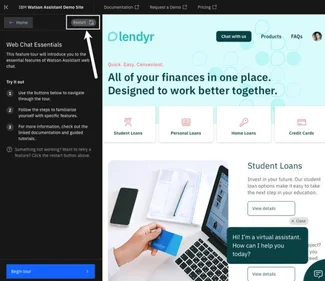 IBM Watson Assistant Demo Site
Documentation
Request a Demo
Pricing
Home
Restart
Web Chat Essentials
This feature tour will introduce you to the
essential features of Watson Assistant web
chat.
Try it out
1 Use the buttons below to navigate
through the tour.
2 Follow the steps to familiarize
yourself with specific features.
3 For more information, check out the
linked documentation and guided
tutorials.
Something not working? Want to retry a
feature? Click the restart button above.
Begin tour
lendyr
Chat with us
Products
FAQs
Quick. Easy. Convenient.
All of your finances in one place.
Designed to work better together.
Student Loans
Personal Loans
Home Loans
Credit Cards
Student Loans
Invest in your future. Our student
loan options make it easy to take
the next step in your education.
View details
Close
Hi! I'm a virtual assistant.
How can I help you
today?
View details